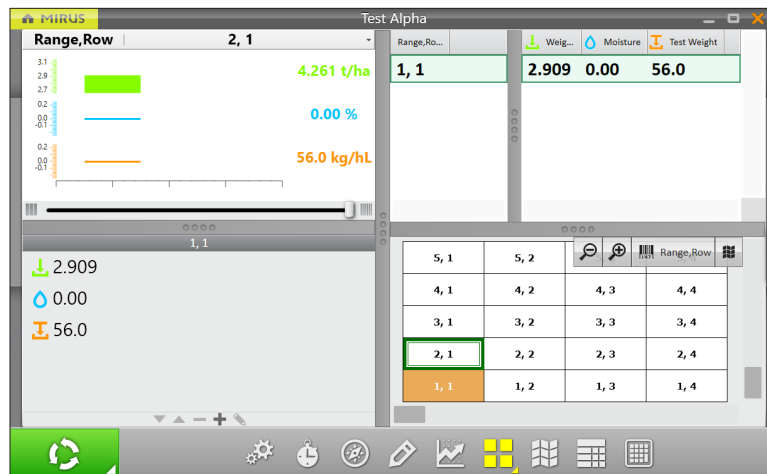 MIRUS
Test Alpha
Range,Row 2, 1
3.1
2.9
2.7
4.261 t/ha
0.2
0.0
-0.1
0.00 %
0.2
0.0
-0.1
56.0 kg/hL
1, 1
2.909
0.00
56.0
Range,Ro...
1, 1
Weig... Moisture Test Weight
2.909 0.00 56.0
Range,Row
5, 1 5, 2
4, 1 4, 2 4, 3 4, 4
3, 1 3, 2 3, 3 3, 4
2, 1 2, 2 2, 3 2, 4
1, 1 1, 2 1, 3 1, 4